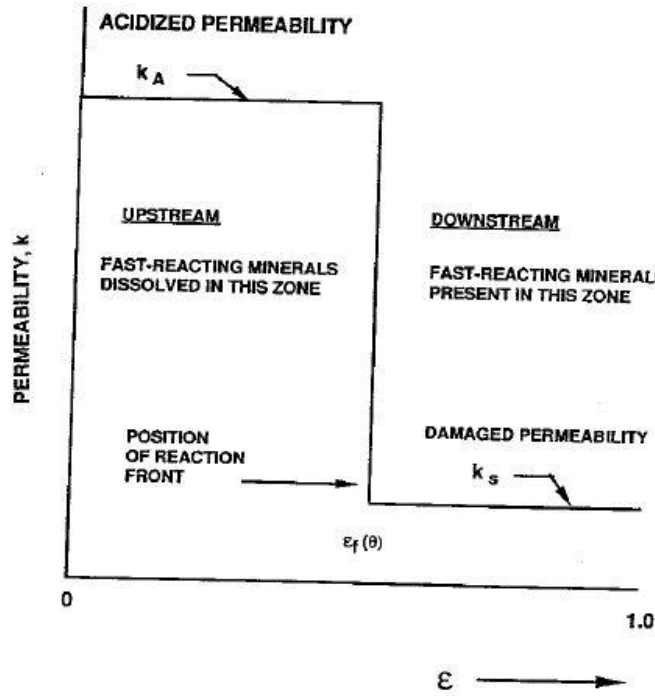 ACIDIZED PERMEABILITY
k A
UPSTREAM
DOWNSTREAM
FAST-REACTING MINERALS
DISSOLVED IN THIS ZONE
FAST-REACTING MINERALS
PRESENT IN THIS ZONE
PERMEABILITY, k
POSITION
OF REACTION
FRONT
DAMAGED PERMEABILITY
k s
εf(θ)
0
1.0
ε